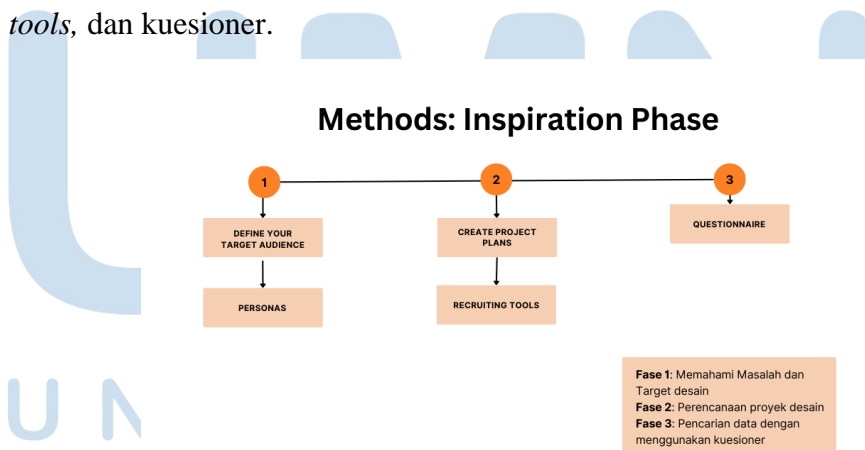 tools, dan kuesioner.
Methods: Inspiration Phase
1
2
3
DEFINE YOUR
TARGET AUDIENCE
CREATE PROJECT
PLANS
QUESTIONNAIRE
PERSONAS
RECRUITING TOOLS
Fase 1: Memahami Masalah dan
Target desain
Fase 2: Perencanaan proyek desain
Fase 3: Pencarian data dengan
menggunakan kuesioner
U N